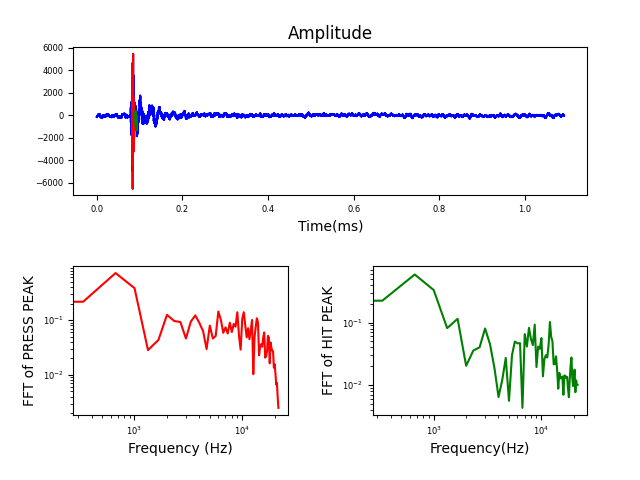 Amplitude
6000
4000
2000
0
−2000
−4000
−6000
0.0 0.2 0.4 0.6 0.8 1.0
Time(ms)
FFT of PRESS PEAK
10⁻¹
10⁻²
10³ 10⁴
Frequency (Hz)
FFT of HIT PEAK
10⁻¹
10⁻²
10³ 10⁴
Frequency(Hz)